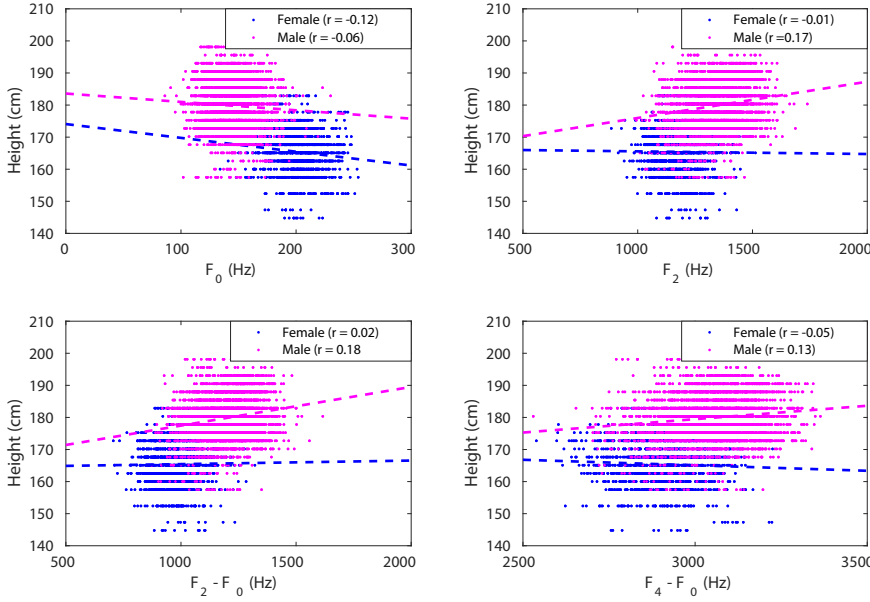 210
200
190
180
170
160
150
140
Height (cm)
0
100
200
300
F0 (Hz)
Female (r = -0.12)
Male (r = -0.06)
210
200
190
180
170
160
150
140
Height (cm)
500
1000
1500
2000
F2 (Hz)
Female (r = -0.01)
Male (r = 0.17)
210
200
190
180
170
160
150
140
Height (cm)
500
1000
1500
2000
F2 - F0 (Hz)
Female (r = 0.02)
Male (r = 0.18
210
200
190
180
170
160
150
140
Height (cm)
2500
3000
3500
F4 - F0 (Hz)
Female (r = -0.05)
Male (r = 0.13)